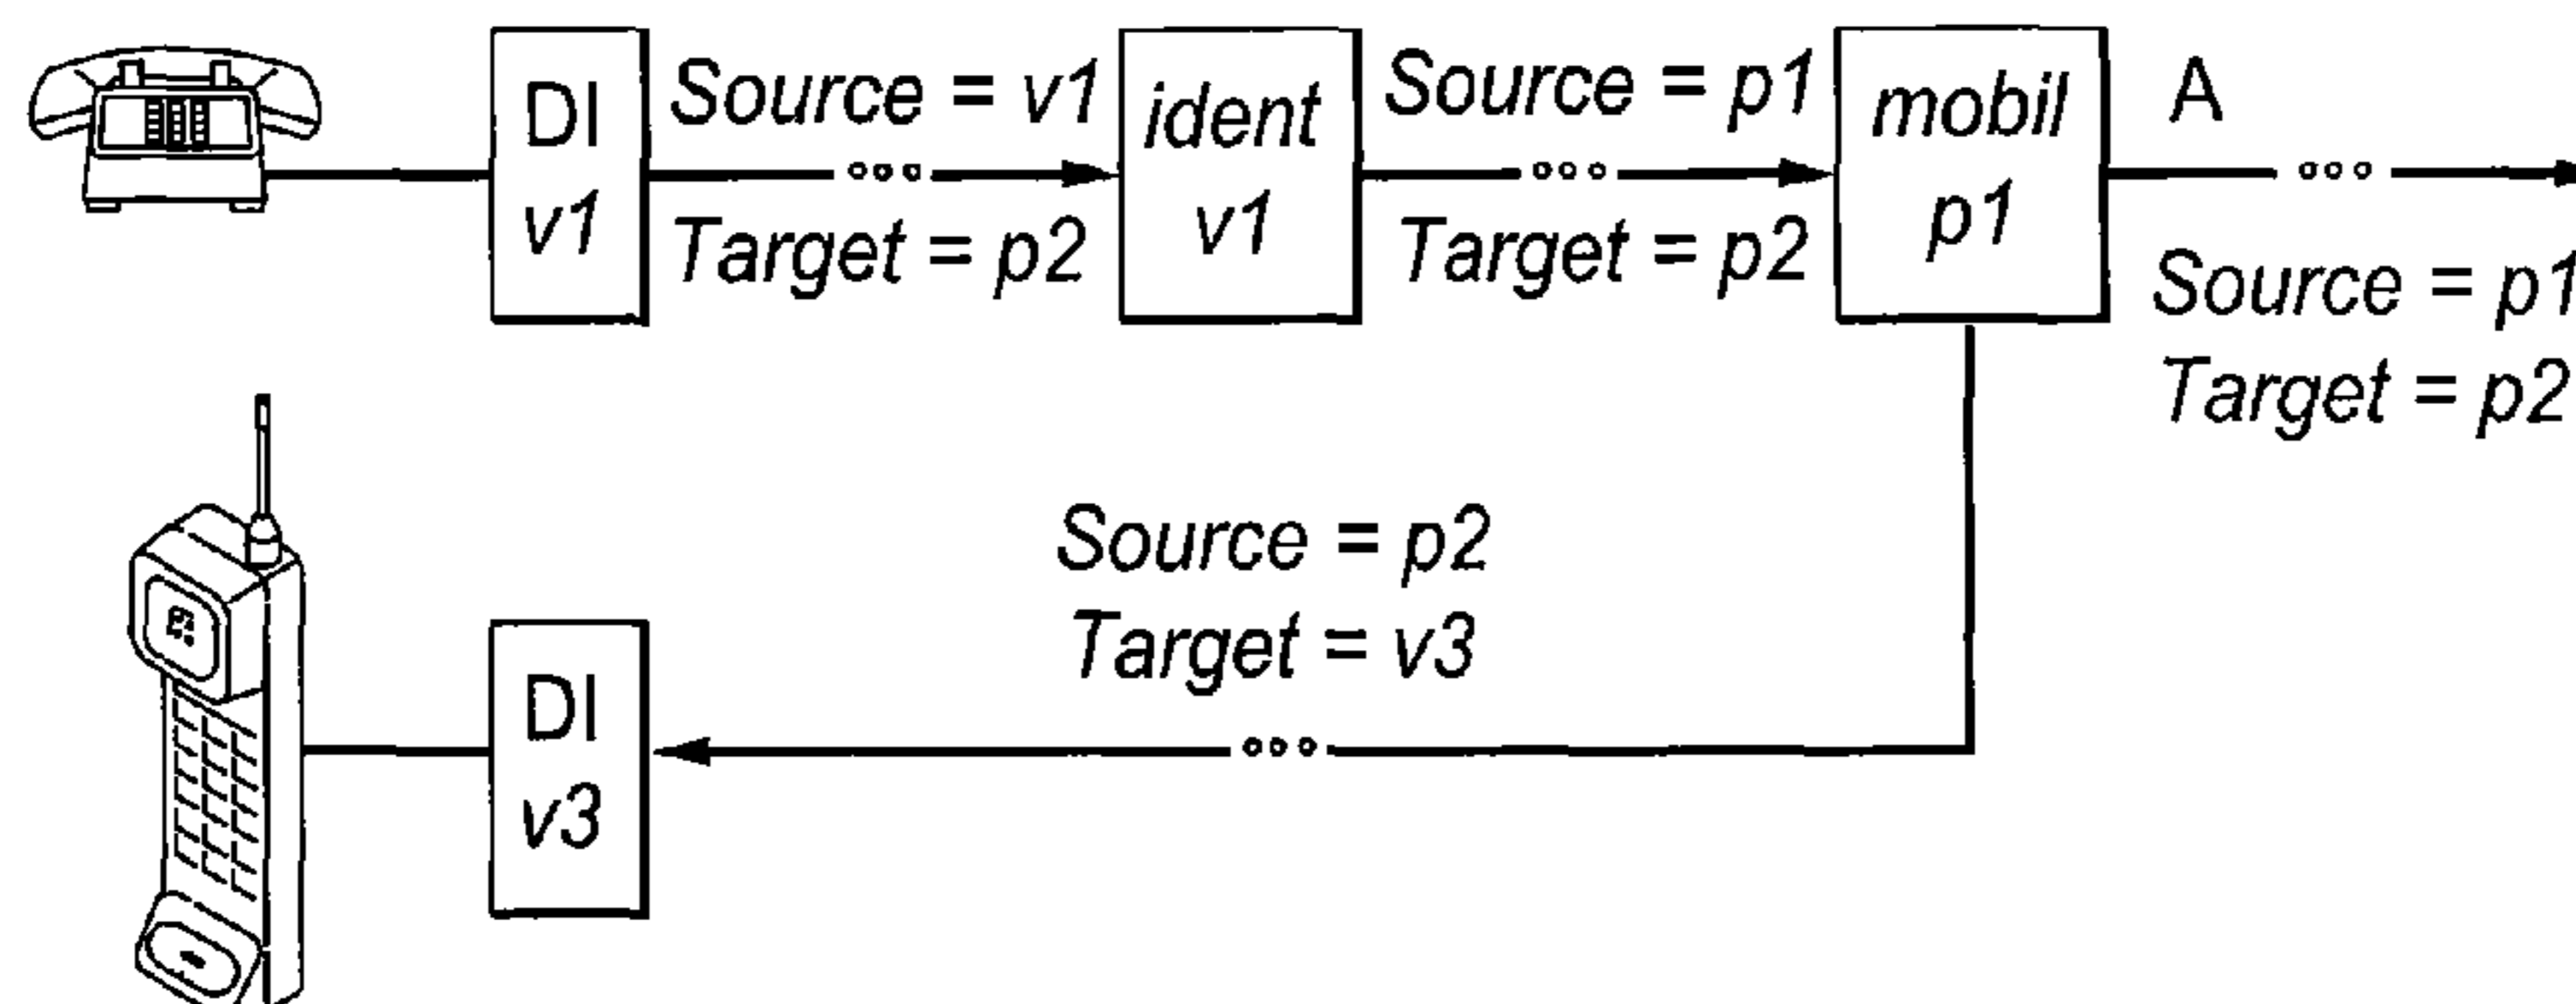 DI
v1
Source = v1
Target = p2
ident
v1
Source = p1
Target = p2
mobil
p1
A
Source = p1
Target = p2
Source = p2
Target = v3
DI
v3